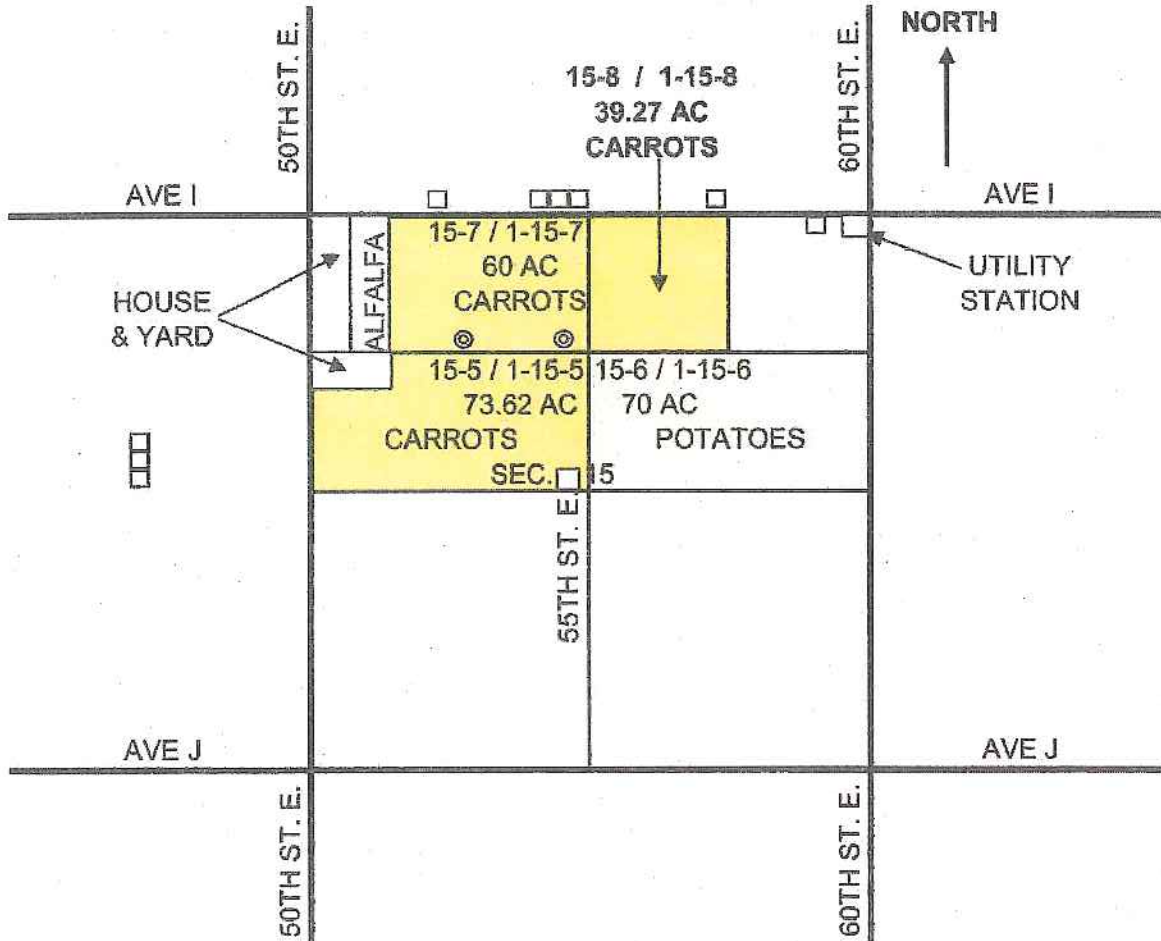 NORTH
50TH ST. E.
60TH ST. E.
15-8 / 1-15-8
39.27 AC
CARROTS
AVE I
AVE I
ALFALFA
15-7 / 1-15-7
60 AC
CARROTS
HOUSE
& YARD
UTILITY
STATION
15-5 / 1-15-5
73.62 AC
CARROTS
15-6 / 1-15-6
70 AC
POTATOES
SEC. 15
55TH ST. E.
AVE J
AVE J
50TH ST. E.
60TH ST. E.